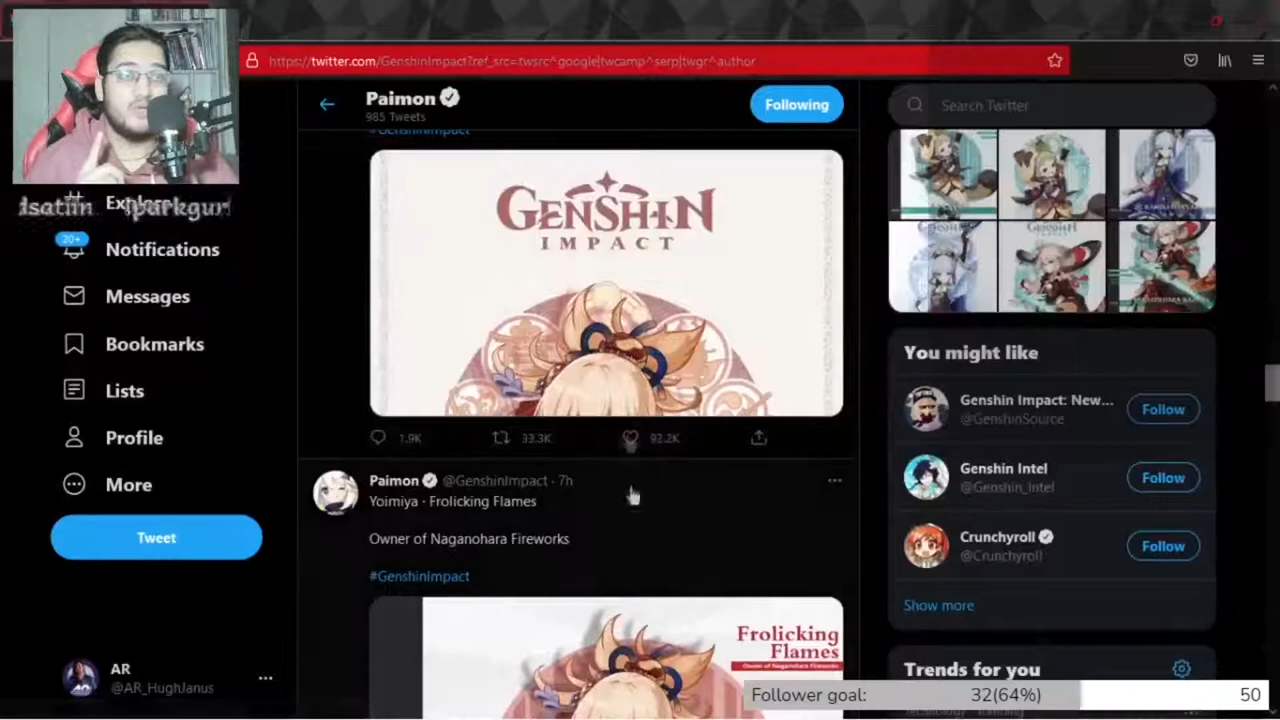 https://twitter.com/GenshinImpact?ref_src=twsrc^google|twcamp^serp|twgr^author
Paimon
985 Tweets
Following
Search Twitter
#GenshinImpact
GENSHIN
IMPACT
1.9K
33.3K
92.2K
Paimon @GenshinImpact · 7h
Yoimiya · Frolicking Flames
Owner of Naganohara Fireworks
#GenshinImpact
Frolicking
Flames
Owner of Naganohara Fireworks
Explore
20+
Notifications
Messages
Bookmarks
Lists
Profile
More
Tweet
AR
@AR_HughJanus
You might like
Genshin Impact: New...
@GenshinSource
Follow
Genshin Intel
@Genshin_Intel
Follow
Crunchyroll
@Crunchyroll
Follow
Show more
Trends for you
Follower goal:
32(64%)
50